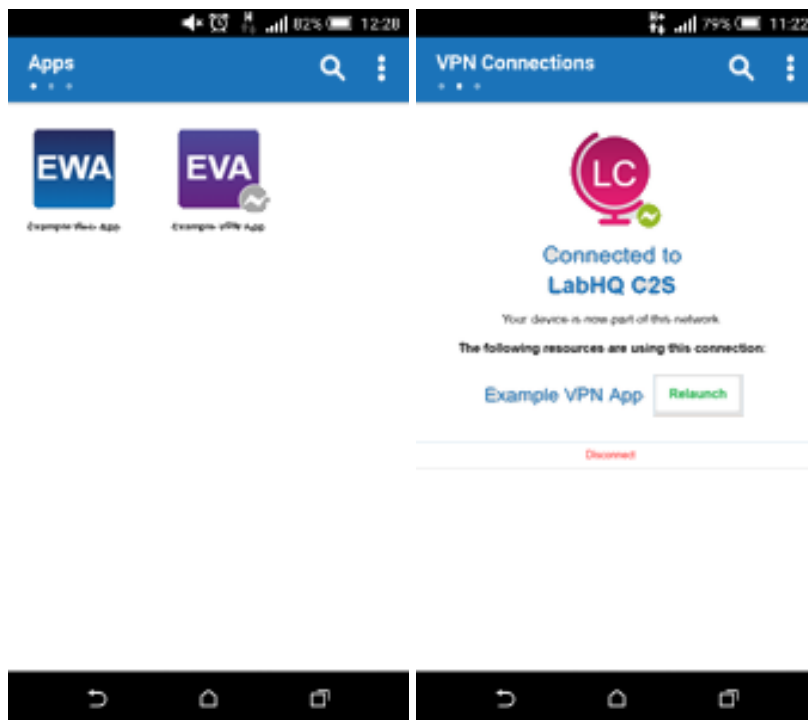 82% 12:28
Apps
EWA
EVA
Example Web App
Example VPN App
79% 11:22
VPN Connections
LC
Connected to
LabHQ C2S
Your device is now part of this network
The following resources are using this connection:
Example VPN App Relaunch
Disconnect